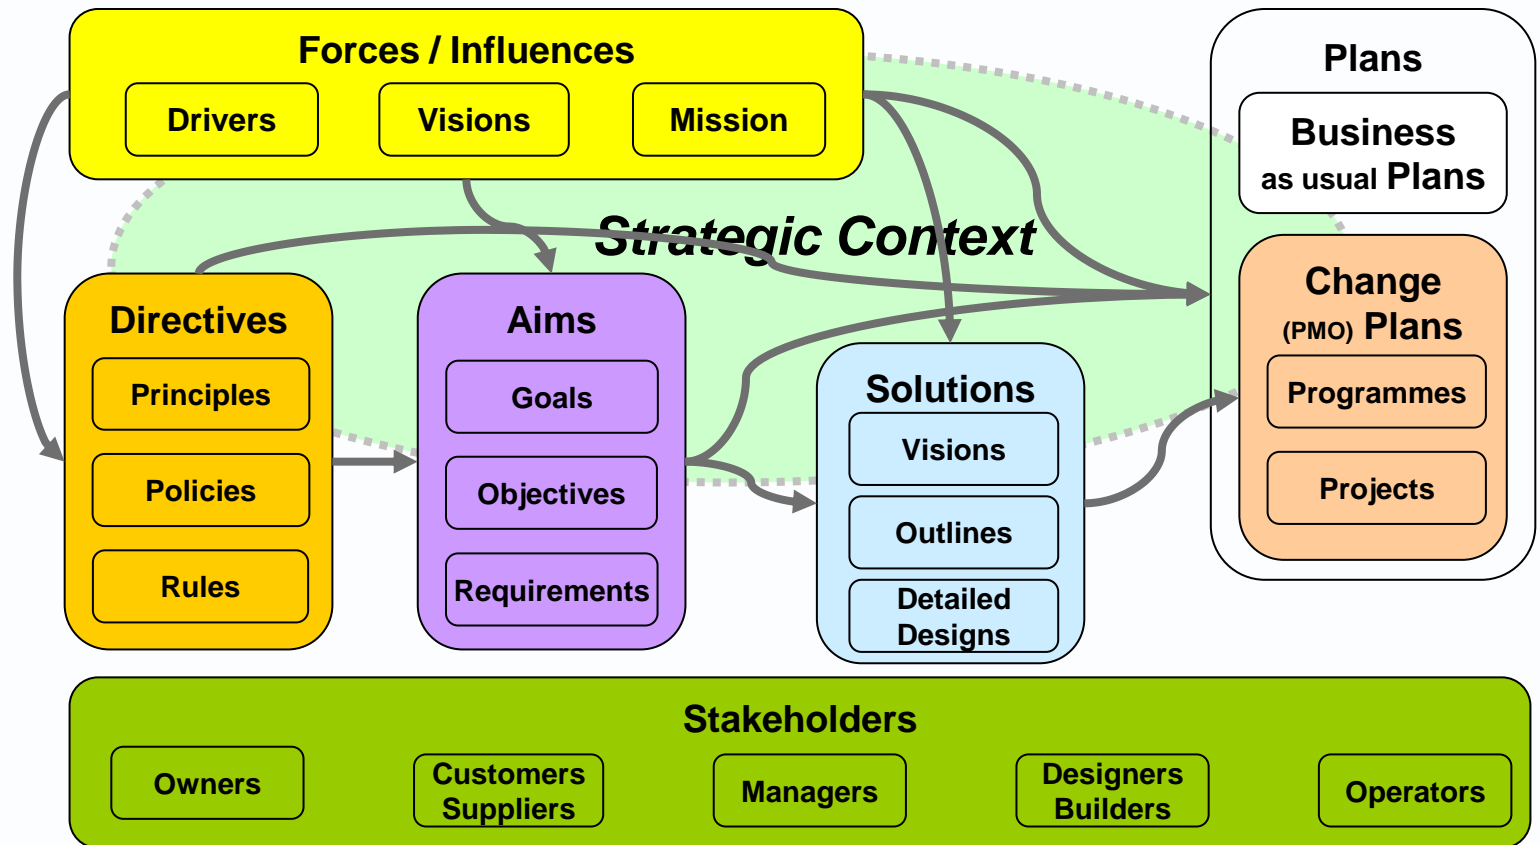 Forces / Influences
Drivers
Visions
Mission
Plans
Business
as usual Plans
Strategic Context
Directives
Principles
Policies
Rules
Aims
Goals
Objectives
Requirements
Solutions
Visions
Outlines
Detailed
Designs
Change
(PMO) Plans
Programmes
Projects
Stakeholders
Owners
Customers
Suppliers
Managers
Designers
Builders
Operators